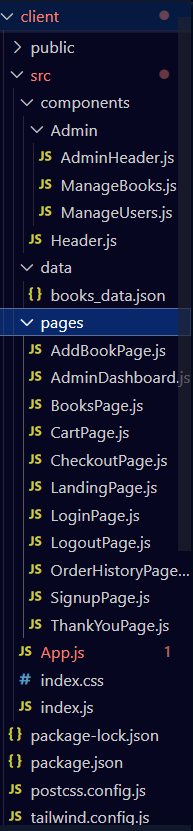 client
public
src
components
Admin
JS AdminHeader.js
JS ManageBooks.js
JS ManageUsers.js
JS Header.js
data
{} books_data.json
pages
JS AddBookPage.js
JS AdminDashboard.js
JS BooksPage.js
JS CartPage.js
JS CheckoutPage.js
JS LandingPage.js
JS LoginPage.js
JS LogoutPage.js
JS OrderHistoryPage...
JS SignupPage.js
JS ThankYouPage.js
JS App.js 1
# index.css
JS index.js
{} package-lock.json
{} package.json
JS postcss.config.js
JS tailwind.config.js